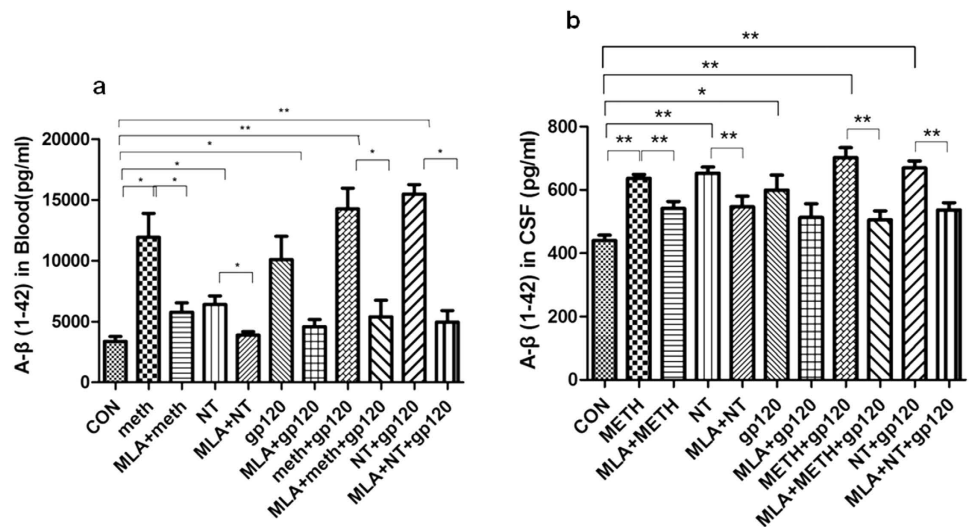 a
**
**
*
*
* *
*
*
*
A-β (1-42) in Blood(pg/ml)
20000
15000
10000
5000
0
CON
meth
MLA+meth
NT
MLA+NT
gp120
MLA+gp120
meth+gp120
MLA+meth+gp120
NT+gp120
MLA+NT+gp120
b
**
**
*
**
** **
**
**
**
A-β (1-42) in CSF (pg/ml)
800
600
400
200
0
CON
METH
MLA+METH
NT
MLA+NT
gp120
MLA+gp120
METH+gp120
MLA+METH+gp120
NT+gp120
MLA+NT+gp120